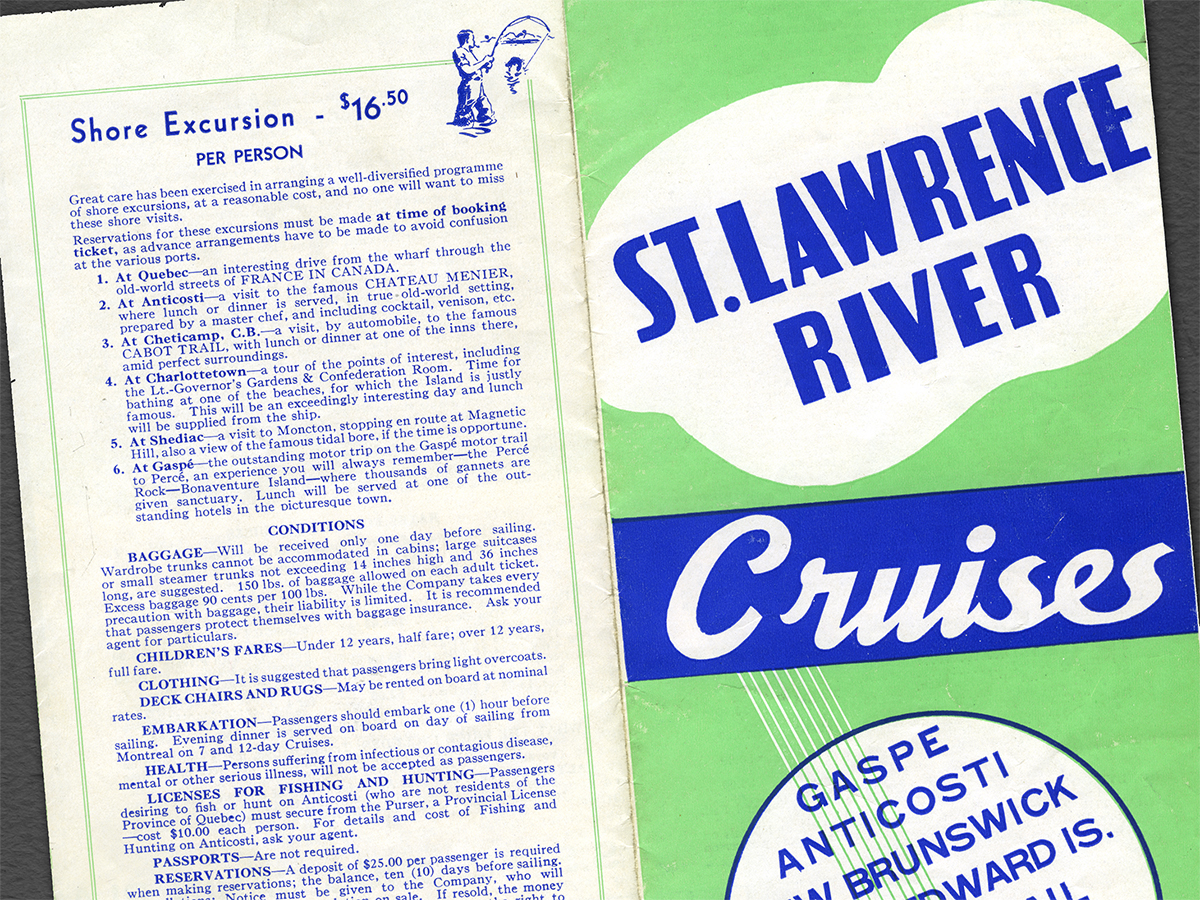 Shore Excursion - $16.50
PER PERSON
Great care has been exercised in arranging a well-diversified programme
of shore excursions, at a reasonable cost, and no one will want to miss
these shore visits.
Reservations for these excursions must be made at time of booking
ticket, as advance arrangements have to be made to avoid confusion
at the various ports.
1. At Quebec—an interesting drive from the wharf through the
old-world streets of FRANCE IN CANADA.
2. At Anticosti—a visit to the famous CHATEAU MENIER,
where lunch or dinner is served, in true old-world setting,
prepared by a master chef, and including cocktail, venison, etc.
3. At Cheticamp, C.B.—a visit, by automobile, to the famous
CABOT TRAIL, with lunch or dinner at one of the inns there,
amid perfect surroundings.
4. At Charlottetown—a tour of the points of interest, including
the Lt.-Governor's Gardens & Confederation Room. Time for
bathing at one of the beaches, for which the Island is justly
famous. This will be an exceedingly interesting day and lunch
will be supplied from the ship.
5. At Shediac—a visit to Moncton, stopping en route at Magnetic
Hill, also a view of the famous tidal bore, if the time is opportune.
6. At Gaspé—the outstanding motor trip on the Gaspé motor trail
to Percé, an experience you will always remember—the Percé
Rock—Bonaventure Island—where thousands of gannets are
given sanctuary. Lunch will be served at one of the out-
standing hotels in the picturesque town.
CONDITIONS
BAGGAGE—Will be received only one day before sailing.
Wardrobe trunks cannot be accommodated in cabins; large suitcases
or small steamer trunks not exceeding 14 inches high and 36 inches
long, are suggested. 150 lbs. of baggage allowed on each adult ticket.
Excess baggage 90 cents per 100 lbs. While the Company takes every
precaution with baggage, their liability is limited. It is recommended
that passengers protect themselves with baggage insurance. Ask your
agent for particulars.
CHILDREN'S FARES—Under 12 years, half fare; over 12 years,
full fare.
CLOTHING—It is suggested that passengers bring light overcoats.
DECK CHAIRS AND RUGS—May be rented on board at nominal
rates.
EMBARKATION—Passengers should embark one (1) hour before
sailing. Evening dinner is served on board on day of sailing from
Montreal on 7 and 12-day Cruises.
HEALTH—Persons suffering from infectious or contagious disease,
mental or other serious illness, will not be accepted as passengers.
LICENSES FOR FISHING AND HUNTING—Passengers
desiring to fish or hunt on Anticosti (who are not residents of the
Province of Quebec) must secure from the Purser, a Provincial License
—cost $10.00 each person. For details and cost of Fishing and
Hunting on Anticosti, ask your agent.
PASSPORTS—Are not required.
RESERVATIONS—A deposit of $25.00 per passenger is required
when making reservations; the balance, ten (10) days before sailing.
Notice must be given to the Company, who will
on sale. If resold, the money
right to
ST. LAWRENCE
RIVER
Cruises
GASPE
ANTICOSTI
BRUNSWICK
IS.